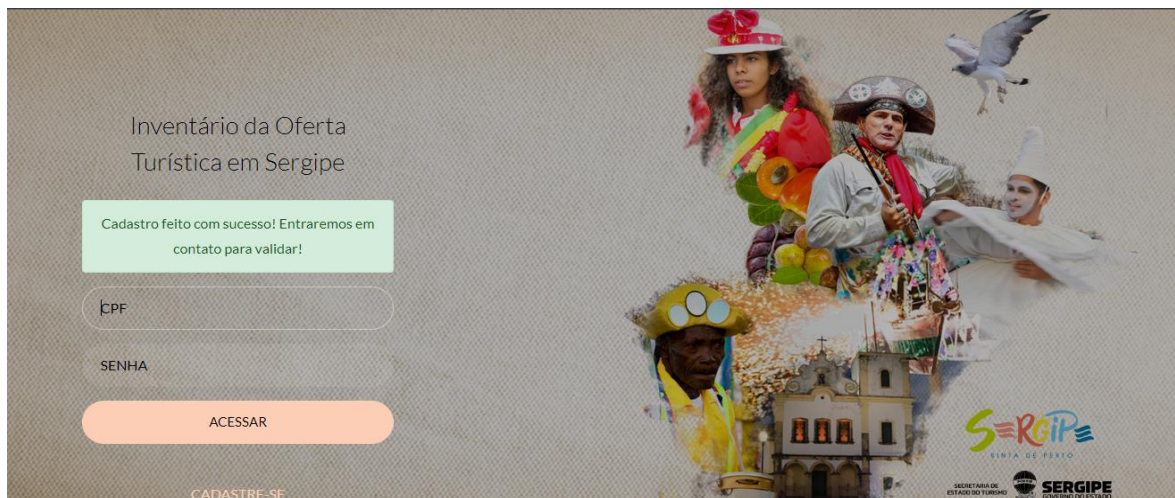 Inventário da Oferta
Turística em Sergipe
Cadastro feito com sucesso! Entraremos em
contato para validar!
CPF
SENHA
ACESSAR
CADASTRE-SE
SERGIPE
SINTA DE PERTO
SECRETARIA DE
ESTADO DO TURISMO
SERGIPE
GOVERNO DO ESTADO